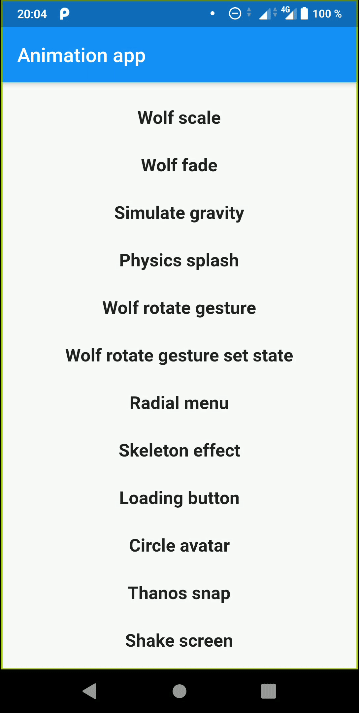 20:04 4G 100 %
Animation app
Wolf scale
Wolf fade
Simulate gravity
Physics splash
Wolf rotate gesture
Wolf rotate gesture set state
Radial menu
Skeleton effect
Loading button
Circle avatar
Thanos snap
Shake screen